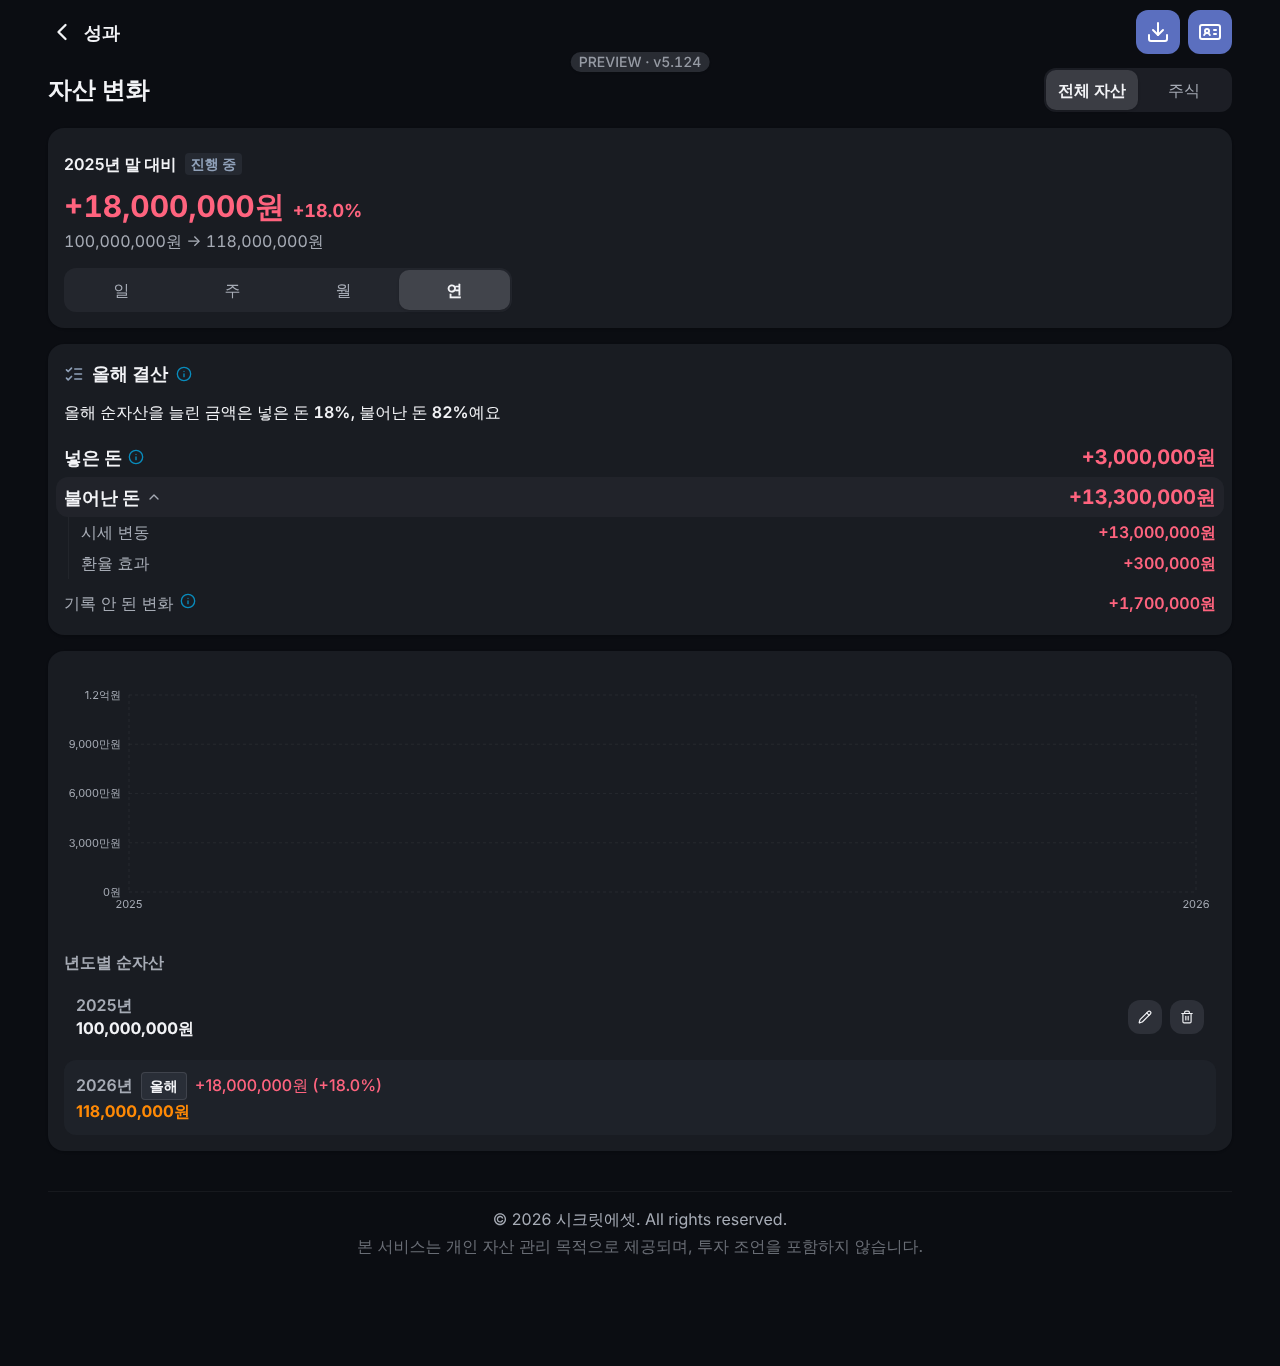 성과
PREVIEW · v5.124
자산 변화
전체 자산 주식
2025년 말 대비 진행 중
+18,000,000원 +18.0%
100,000,000원 → 118,000,000원
일 주 월 연
올해 결산
올해 순자산을 늘린 금액은 넣은 돈 18%, 불어난 돈 82%예요
넣은 돈 +3,000,000원
불어난 돈 +13,300,000원
시세 변동 +13,000,000원
환율 효과 +300,000원
기록 안 된 변화 +1,700,000원
1.2억원
9,000만원
6,000만원
3,000만원
0원
2025 2026
년도별 순자산
2025년
100,000,000원
2026년 올해 +18,000,000원 (+18.0%)
118,000,000원
© 2026 시크릿에셋. All rights reserved.
본 서비스는 개인 자산 관리 목적으로 제공되며, 투자 조언을 포함하지 않습니다.